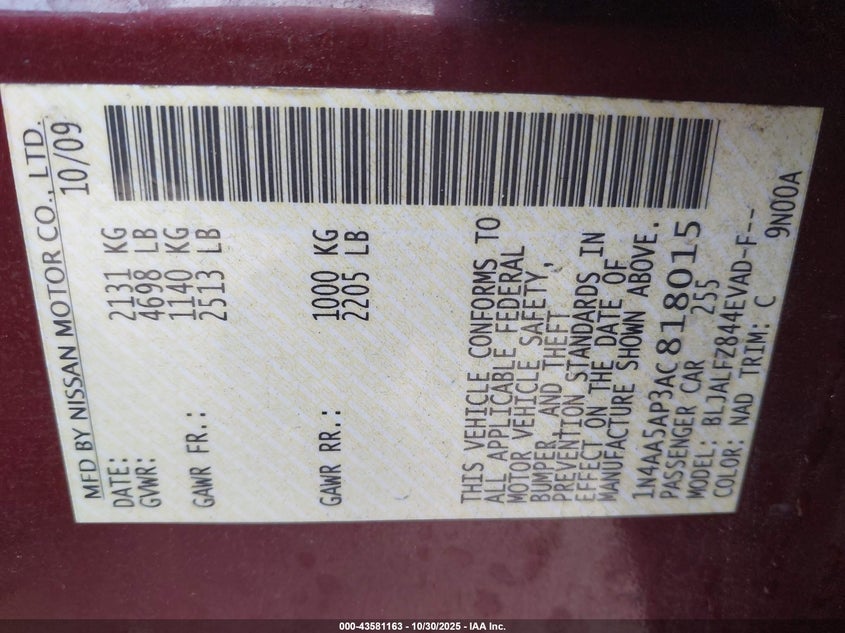 MFD BY NISSAN MOTOR CO., LTD.
DATE: 10/09
GVWR: 2131 KG
4698 LB
GAWR FR.: 1140 KG
2513 LB
GAWR RR.: 1000 KG
2205 LB
THIS VEHICLE CONFORMS TO
ALL APPLICABLE FEDERAL
MOTOR VEHICLE SAFETY,
BUMPER, AND THEFT
PREVENTION STANDARDS IN
EFFECT ON THE DATE OF
MANUFACTURE SHOWN ABOVE.
1N4AA5AP3AC818015
PASSENGER CAR 255
MODEL: BLJALFZ844EVAD-F---
COLOR: NAD TRIM: C 9N00A
000-43581163 - 10/30/2025 - IAA Inc.